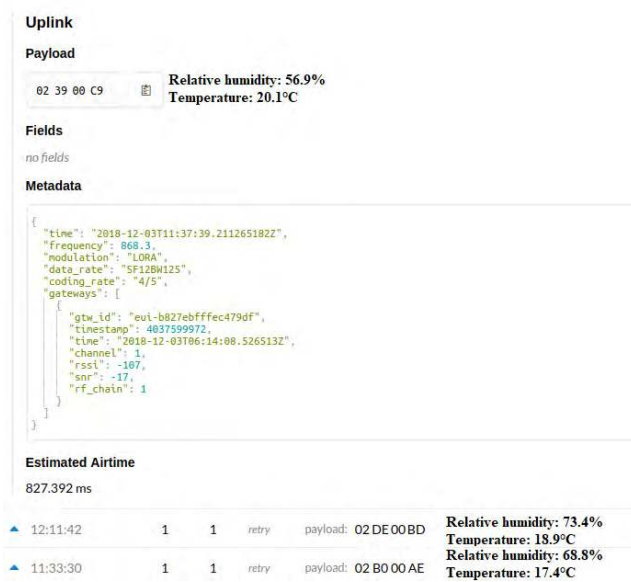 Uplink
Payload
02 39 00 C9
Relative humidity: 56.9%
Temperature: 20.1°C
Fields
no fields
Metadata
{
"time": "2018-12-03T11:37:39.211265182Z",
"frequency": 868.3,
"modulation": "LORA",
"data_rate": "SF12BW125",
"coding_rate": "4/5",
"gateways": [
{
"gtw_id": "eui-b827ebfffec479df",
"timestamp": 4037599972,
"time": "2018-12-03T06:14:08.526513Z",
"channel": 1,
"rssi": -107,
"snr": -17,
"rf_chain": 1
}
]
}
Estimated Airtime
827.392 ms
12:11:42 1 1 retry payload: 02 DE 00 BD Relative humidity: 73.4%
Temperature: 18.9°C
11:33:30 1 1 retry payload: 02 B0 00 AE Relative humidity: 68.8%
Temperature: 17.4°C